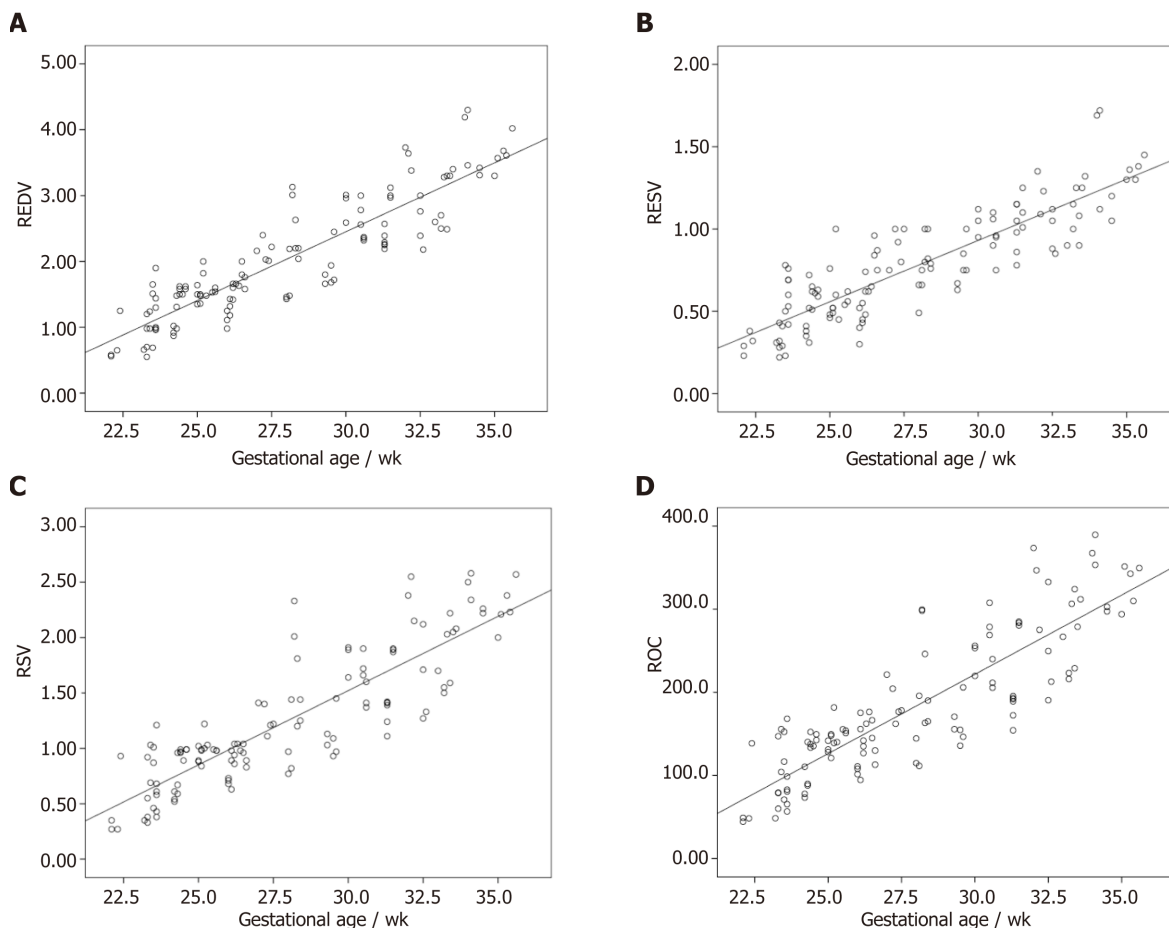 A
5.00
4.00
3.00
2.00
1.00
0.00
REDV
22.5 25.0 27.5 30.0 32.5 35.0
Gestational age / wk
B
2.00
1.50
1.00
0.50
0.00
RESV
22.5 25.0 27.5 30.0 32.5 35.0
Gestational age / wk
C
3.00
2.50
2.00
1.50
1.00
0.50
0.00
RSV
22.5 25.0 27.5 30.0 32.5 35.0
Gestational age / wk
D
400.0
300.0
200.0
100.0
0.00
ROC
22.5 25.0 27.5 30.0 32.5 35.0
Gestational age / wk